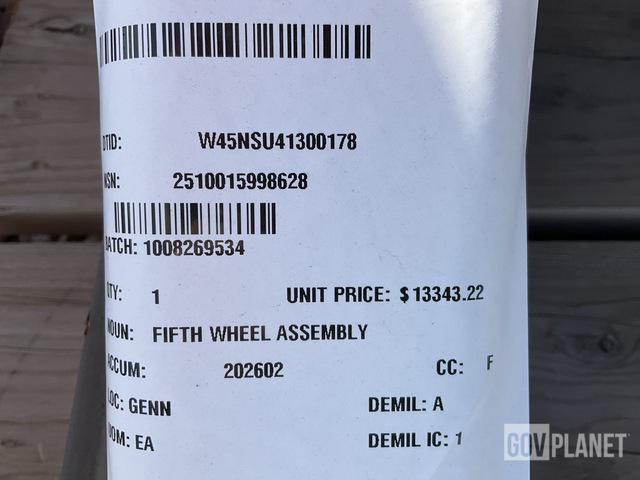 DTID: W45NSU41300178
NSN: 2510015998628
BATCH: 1008269534
QTY: 1 UNIT PRICE: $13343.22
NOUN: FIFTH WHEEL ASSEMBLY
ACCUM: 202602 CC: F
LOC: GENN DEMIL: A
UOM: EA DEMIL IC: 1
GOVPLANET